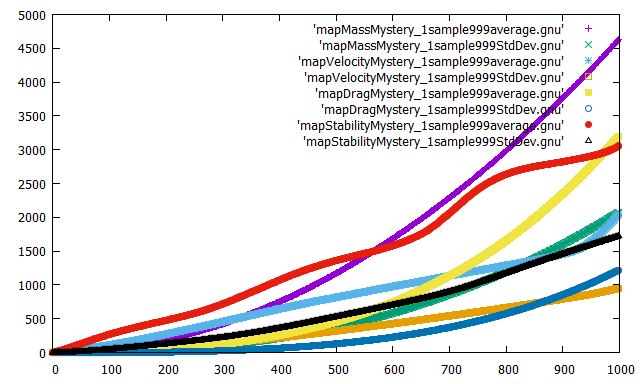 5000
4500
4000
3500
3000
2500
2000
1500
1000
500
0
'mapMassMystery_1sample999average.gnu'
'mapMassMystery_1sample999StdDev.gnu'
'mapVelocityMystery_1sample999average.gnu'
'mapVelocityMystery_1sample999StdDev.gnu'
'mapDragMystery_1sample999average.gnu'
'mapDragMystery_1sample999StdDev.gnu'
'mapStabilityMystery_1sample999average.gnu'
'mapStabilityMystery_1sample999StdDev.gnu'
0 100 200 300 400 500 600 700 800 900 1000